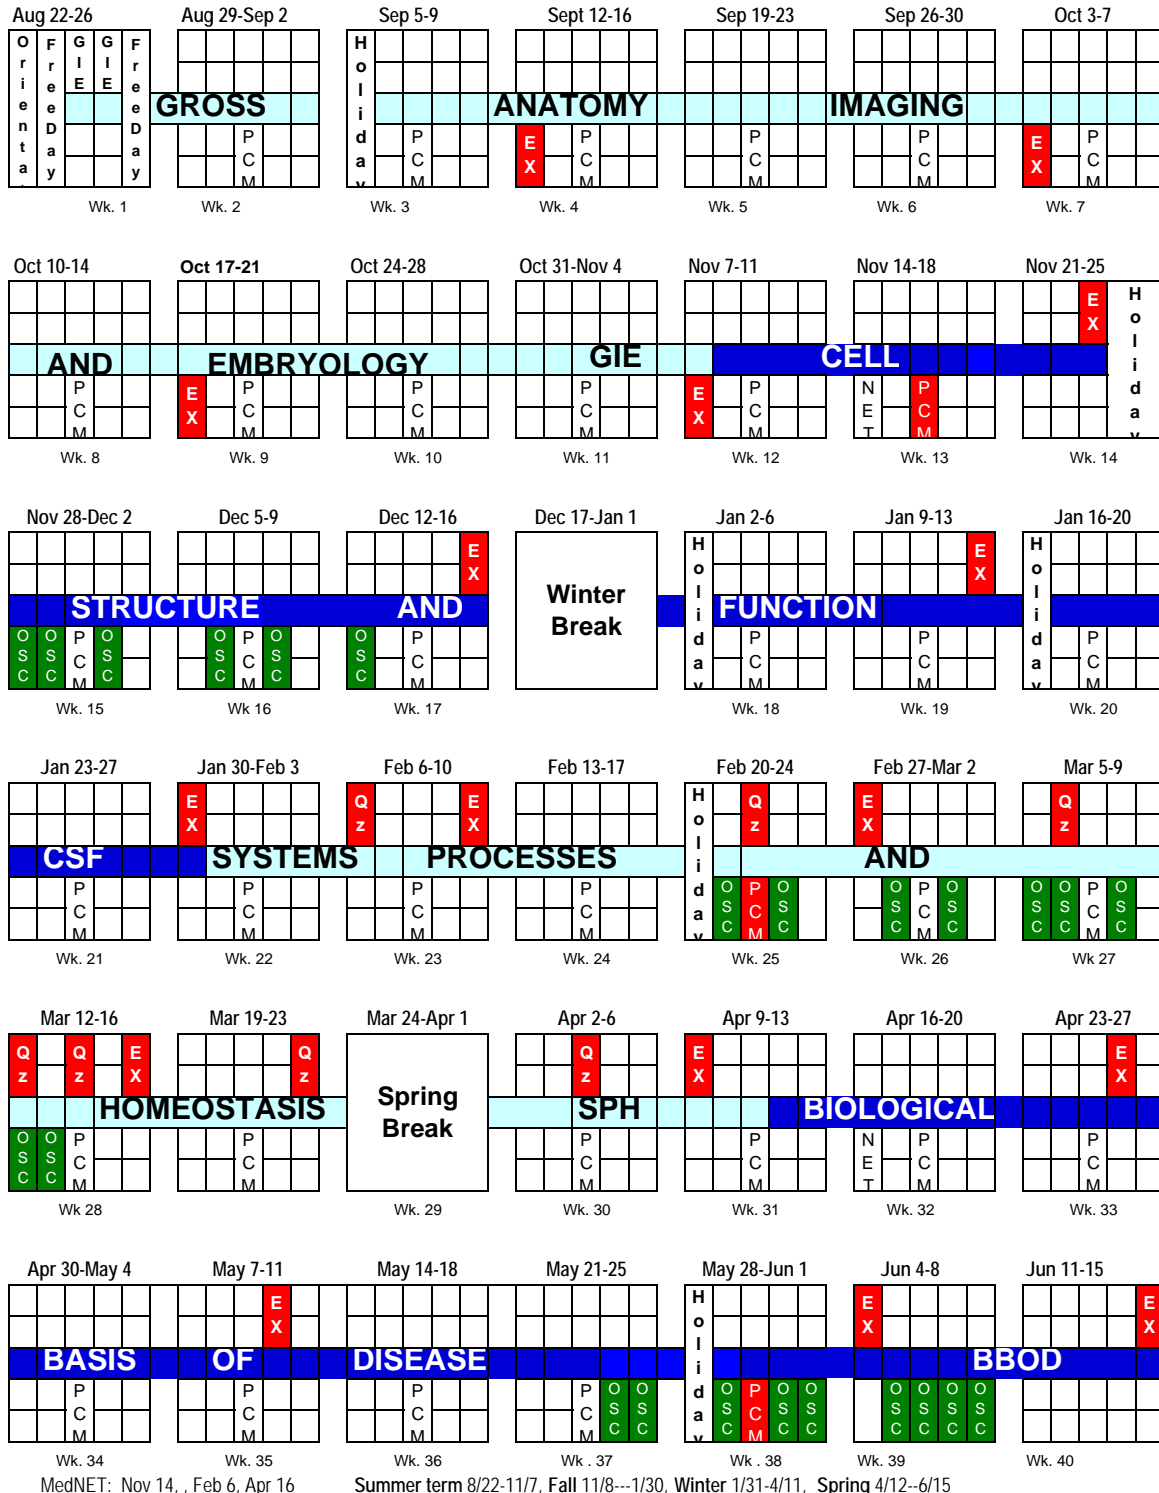 Aug 22-26 Aug 29-Sep 2 Sep 5-9 Sept 12-16 Sep 19-23 Sep 26-30 Oct 3-7
Orienta FreeDay GIE GIE FreeDay Holiday
GROSS ANATOMY IMAGING
PCM PCM EX PCM PCM PCM EX PCM
Wk. 1 Wk. 2 Wk. 3 Wk. 4 Wk. 5 Wk. 6 Wk. 7
Oct 10-14 Oct 17-21 Oct 24-28 Oct 31-Nov 4 Nov 7-11 Nov 14-18 Nov 21-25
EX Holiday
AND EMBRYOLOGY GIE CELL
PCM EX PCM PCM PCM EX PCM NET PCM
Wk. 8 Wk. 9 Wk. 10 Wk. 11 Wk. 12 Wk. 13 Wk. 14
Nov 28-Dec 2 Dec 5-9 Dec 12-16 Dec 17-Jan 1 Jan 2-6 Jan 9-13 Jan 16-20
EX Winter Break Holiday EX Holiday
STRUCTURE AND FUNCTION
OSC OSC PCM OSC OSC PCM OSC OSC PCM PCM PCM PCM
Wk. 15 Wk 16 Wk. 17 Wk. 18 Wk. 19 Wk. 20
Jan 23-27 Jan 30-Feb 3 Feb 6-10 Feb 13-17 Feb 20-24 Feb 27-Mar 2 Mar 5-9
EX Qz EX Holiday Qz EX Qz
CSF SYSTEMS PROCESSES AND
PCM PCM PCM PCM OSC PCM OSC OSC PCM OSC OSC OSC PCM OSC
Wk. 21 Wk. 22 Wk. 23 Wk. 24 Wk. 25 Wk. 26 Wk 27
Mar 12-16 Mar 19-23 Mar 24-Apr 1 Apr 2-6 Apr 9-13 Apr 16-20 Apr 23-27
Qz Qz EX Qz Spring Break Qz EX EX
HOMEOSTASIS SPH BIOLOGICAL
OSC OSC PCM PCM PCM PCM NET PCM PCM
Wk 28 Wk. 29 Wk. 30 Wk. 31 Wk. 32 Wk. 33
Apr 30-May 4 May 7-11 May 14-18 May 21-25 May 28-Jun 1 Jun 4-8 Jun 11-15
EX Holiday EX EX
BASIS OF DISEASE BBOD
PCM PCM PCM PCM OSC OSC OSC PCM OSC OSC OSC OSC OSC OSC
Wk. 34 Wk. 35 Wk. 36 Wk . 37 Wk . 38 Wk. 39 Wk. 40
MedNET: Nov 14, , Feb 6, Apr 16 Summer term 8/22-11/7, Fall 11/8---1/30, Winter 1/31-4/11, Spring 4/12--6/15